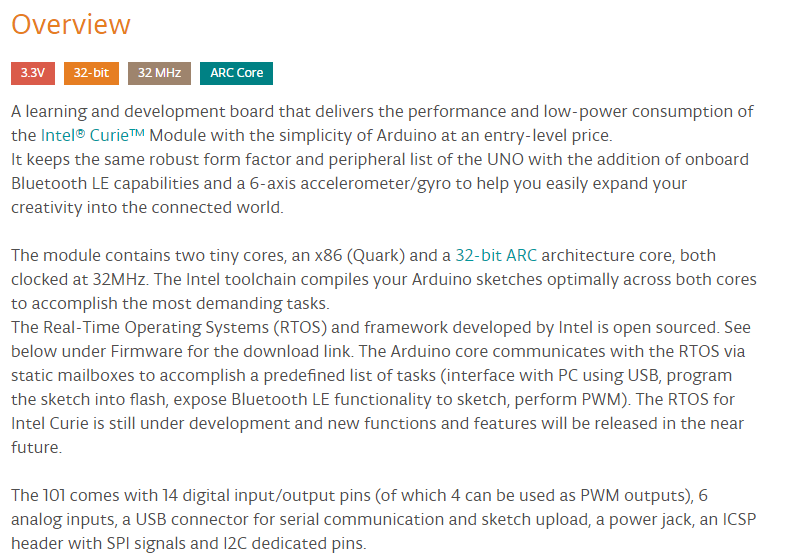 Overview
3.3V 32-bit 32 MHz ARC Core
A learning and development board that delivers the performance and low-power consumption of
the Intel® Curie™ Module with the simplicity of Arduino at an entry-level price.
It keeps the same robust form factor and peripheral list of the UNO with the addition of onboard
Bluetooth LE capabilities and a 6-axis accelerometer/gyro to help you easily expand your
creativity into the connected world.
The module contains two tiny cores, an x86 (Quark) and a 32-bit ARC architecture core, both
clocked at 32MHz. The Intel toolchain compiles your Arduino sketches optimally across both cores
to accomplish the most demanding tasks.
The Real-Time Operating Systems (RTOS) and framework developed by Intel is open sourced. See
below under Firmware for the download link. The Arduino core communicates with the RTOS via
static mailboxes to accomplish a predefined list of tasks (interface with PC using USB, program
the sketch into flash, expose Bluetooth LE functionality to sketch, perform PWM). The RTOS for
Intel Curie is still under development and new functions and features will be released in the near
future.
The 101 comes with 14 digital input/output pins (of which 4 can be used as PWM outputs), 6
analog inputs, a USB connector for serial communication and sketch upload, a power jack, an ICSP
header with SPI signals and I2C dedicated pins.